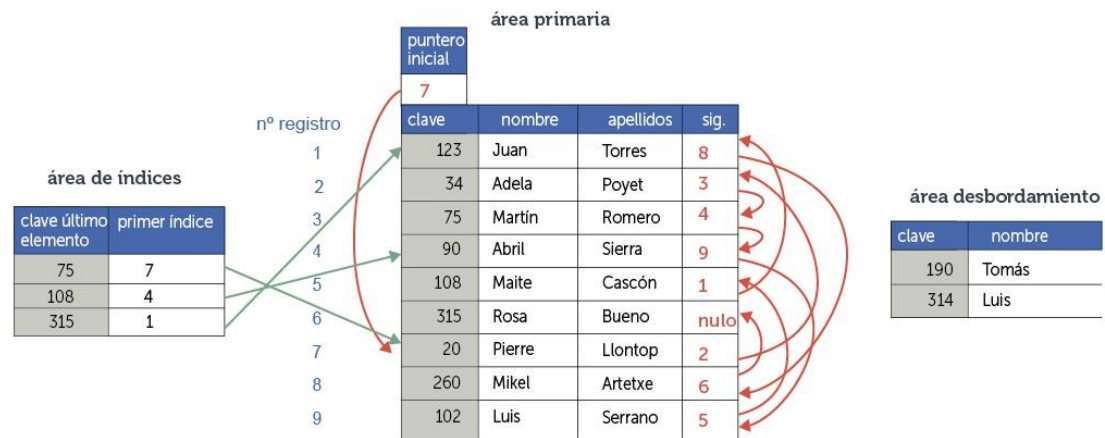 área primaria
puntero
inicial
7
nº registro
clave nombre apellidos sig.
1 123 Juan Torres 8
2 34 Adela Poyet 3
3 75 Martín Romero 4
4 90 Abril Sierra 9
5 108 Maite Cascón 1
6 315 Rosa Bueno nulo
7 20 Pierre Llontop 2
8 260 Mikel Artetxe 6
9 102 Luis Serrano 5
área de índices
clave último primer índice
elemento
75 7
108 4
315 1
área desbordamiento
clave nombre
190 Tomás
314 Luis